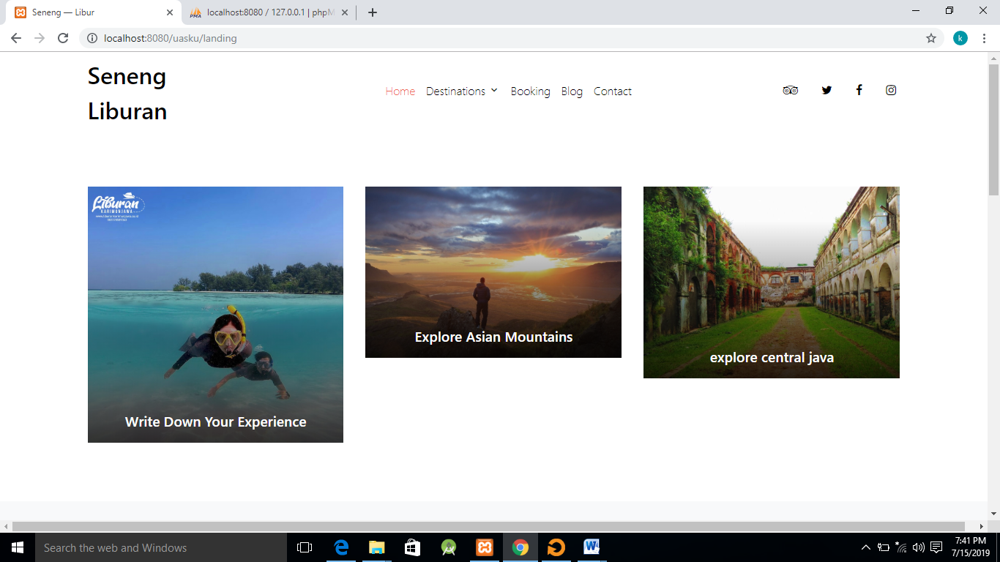 Seneng — Libur
localhost:8080 / 127.0.0.1 | phpM
localhost:8080/uasku/landing
k
Seneng
Liburan
Home Destinations Booking Blog Contact
Liburan
KARIMUNJAWA
Write Down Your Experience
Explore Asian Mountains
explore central java
Search the web and Windows
7:41 PM
7/15/2019